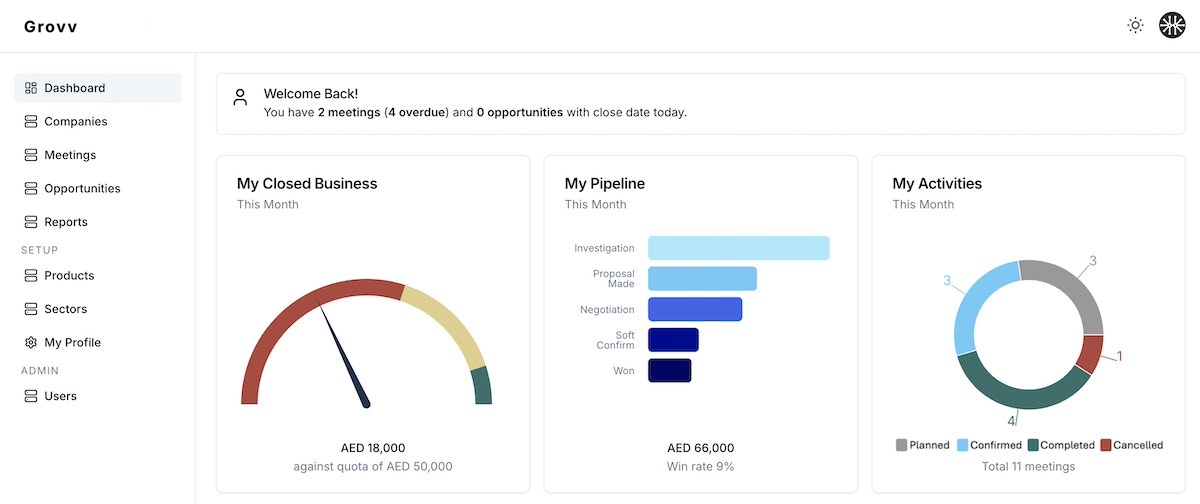 Grovv
Dashboard
Companies
Meetings
Opportunities
Reports
SETUP
Products
Sectors
My Profile
ADMIN
Users
Welcome Back!
You have 2 meetings (4 overdue) and 0 opportunities with close date today.
My Closed Business
This Month
AED 18,000
against quota of AED 50,000
My Pipeline
This Month
Investigation
Proposal
Made
Negotiation
Soft
Confirm
Won
AED 66,000
Win rate 9%
My Activities
This Month
3
3
1
4
Planned Confirmed Completed Cancelled
Total 11 meetings